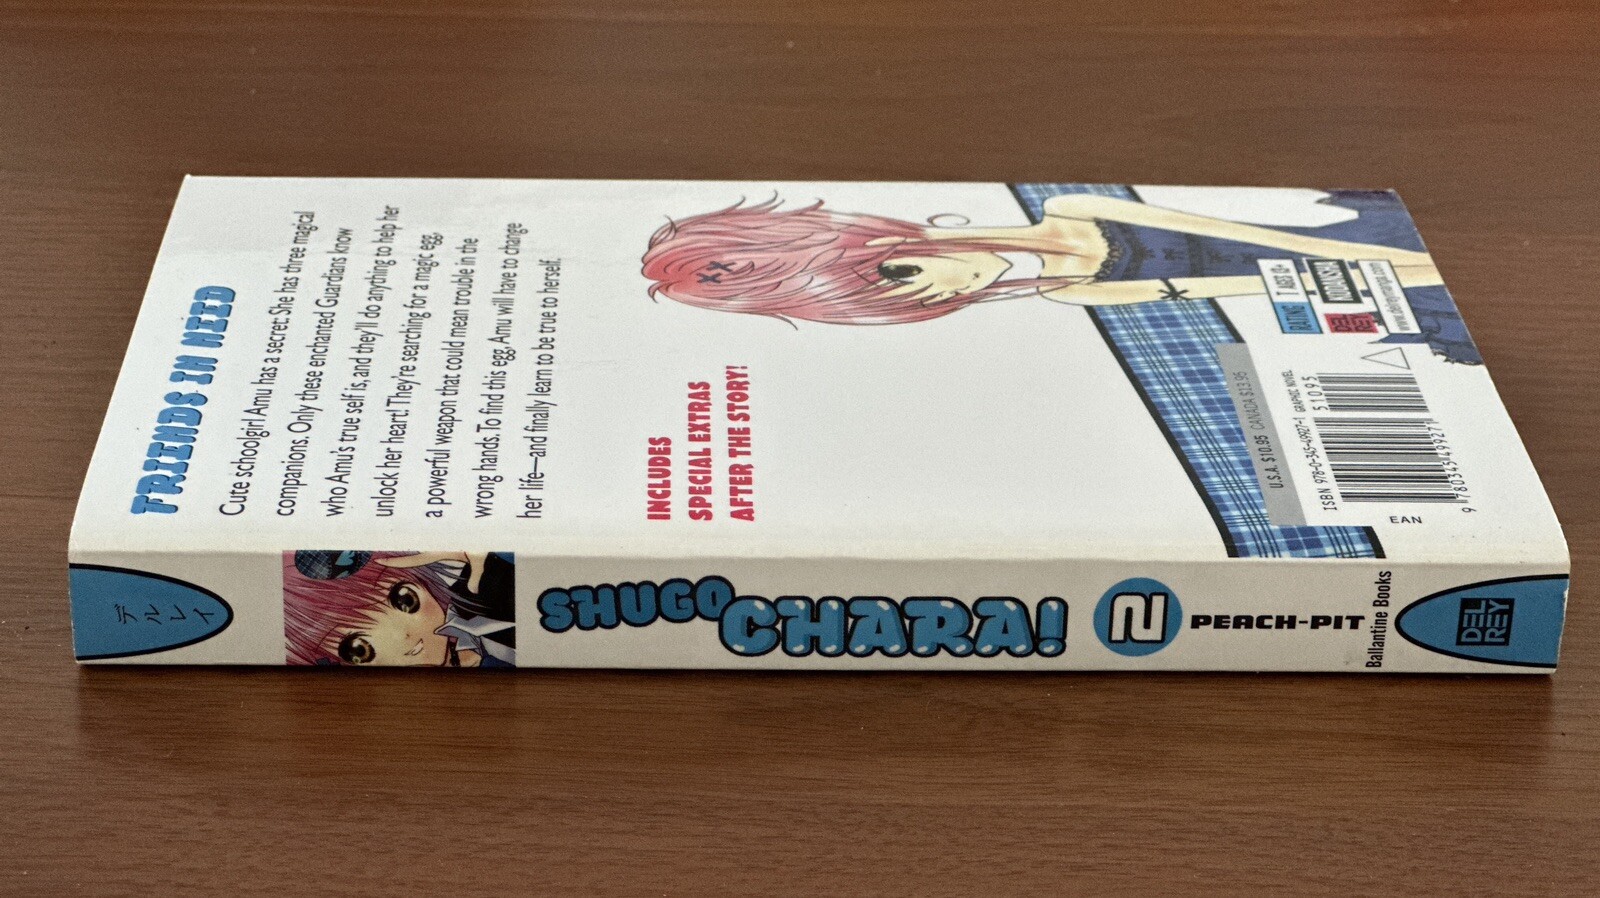 FRIENDS IN NEED
Cute schoolgirl Amu has a secret: She has three magical
companions. Only these enchanted Guardians know
who Amu's true self is, and they'll do anything to help her
unlock her heart! They're searching for a magic egg,
a powerful weapon that could mean trouble in the
wrong hands. To find this egg, Amu will have to change
her life—and finally learn to be true to herself.
INCLUDES
SPECIAL EXTRAS
AFTER THE STORY!
RATING T AGES 13+
DEL REY KODANSHA
www.delreymanga.com
U.S.A. $10.95 CANADA $13.95
ISBN 978-0-345-49927-1 GRAPHIC NOVEL
51095
9 780345 499271
EAN
デルレイ
SHUGO CHARA!
2
PEACH-PIT
Ballantine Books
DEL
REY